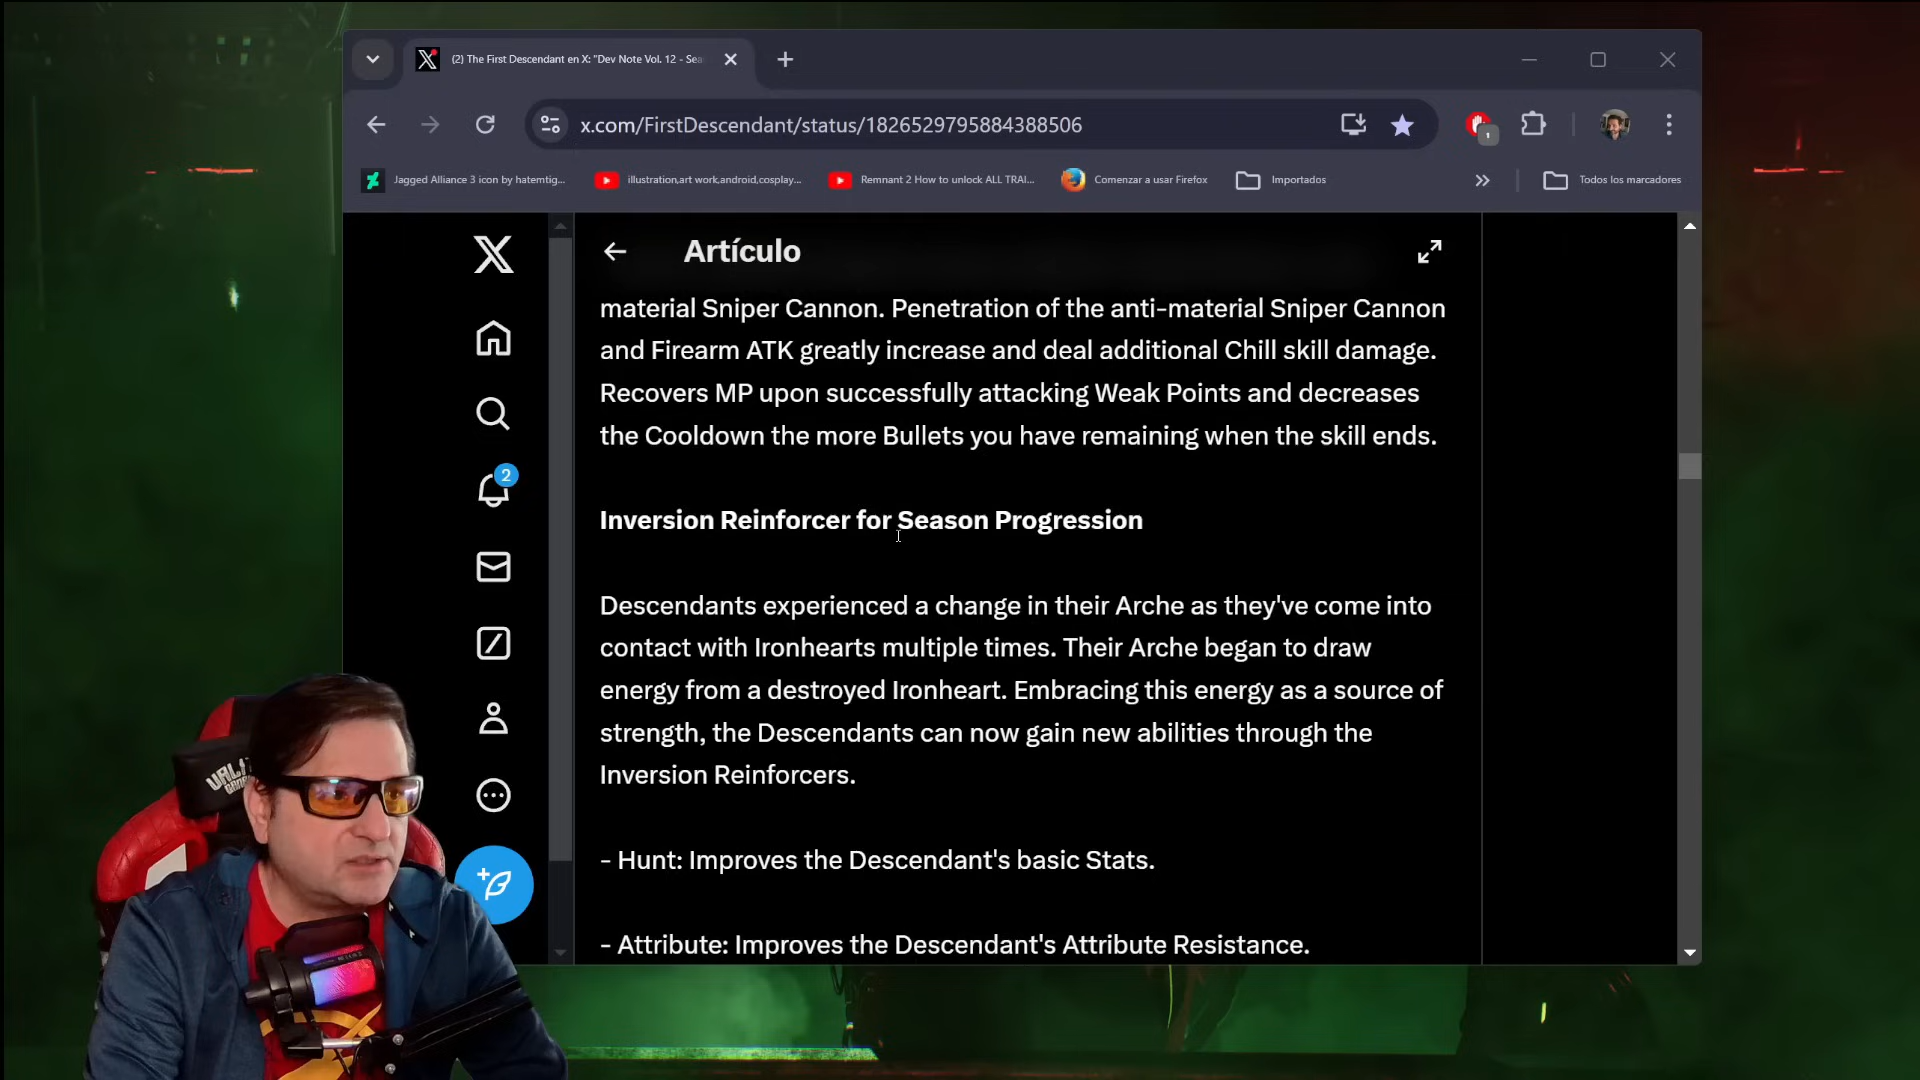 (2) The First Descendant en X: "Dev Note Vol. 12 - Sea
x.com/FirstDescendant/status/1826529795884388506
1
Jagged Alliance 3 icon by hatemtig...
illustration,art work,android,cosplay...
Remnant 2 How to unlock ALL TRAI...
Comenzar a usar Firefox
Importados
Todos los marcadores
Artículo
material Sniper Cannon. Penetration of the anti-material Sniper Cannon
and Firearm ATK greatly increase and deal additional Chill skill damage.
Recovers MP upon successfully attacking Weak Points and decreases
the Cooldown the more Bullets you have remaining when the skill ends.
2
Inversion Reinforcer for Season Progression
Descendants experienced a change in their Arche as they've come into
contact with Ironhearts multiple times. Their Arche began to draw
energy from a destroyed Ironheart. Embracing this energy as a source of
strength, the Descendants can now gain new abilities through the
Inversion Reinforcers.
- Hunt: Improves the Descendant's basic Stats.
- Attribute: Improves the Descendant's Attribute Resistance.